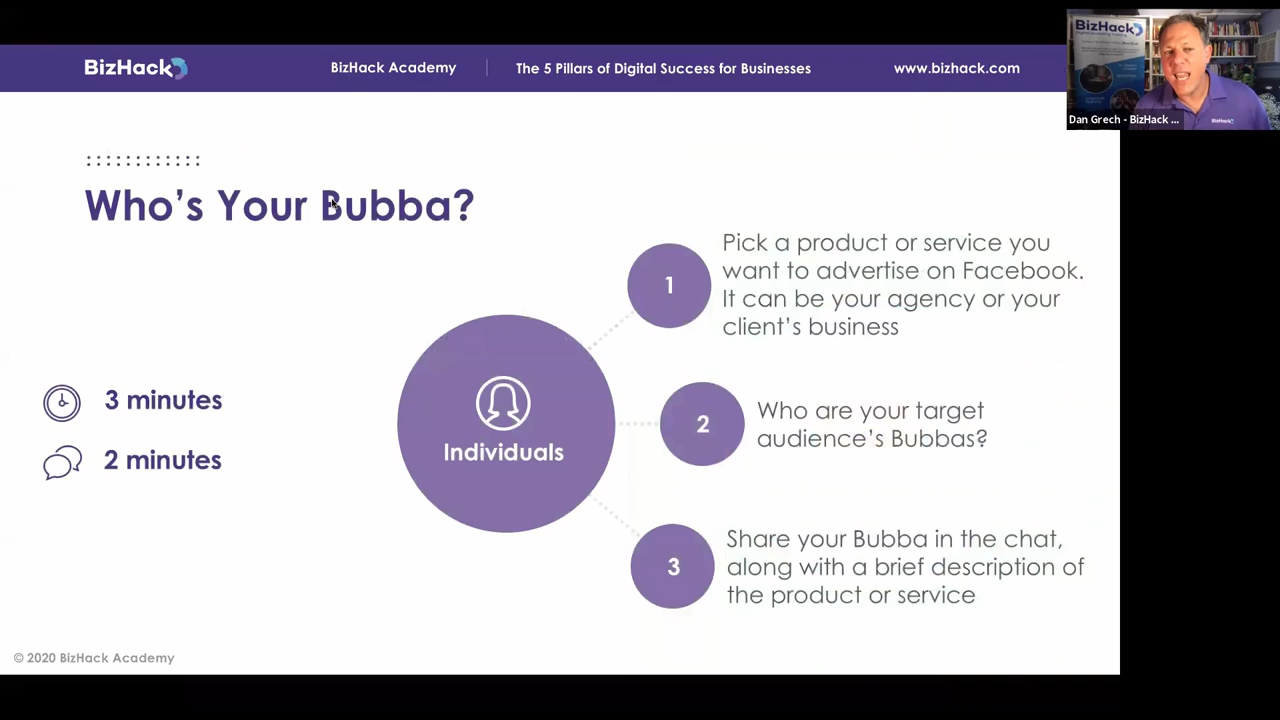 BizHack
BizHack Academy
The 5 Pillars of Digital Success for Businesses
www.bizhack.com
BizHack
Dan Grech - BizHack ...
BizHack
Who's Your Bubba?
1
Pick a product or service you
want to advertise on Facebook.
It can be your agency or your
client's business
3 minutes
2 minutes
Individuals
2
Who are your target
audience's Bubbas?
3
Share your Bubba in the chat,
along with a brief description of
the product or service
© 2020 BizHack Academy